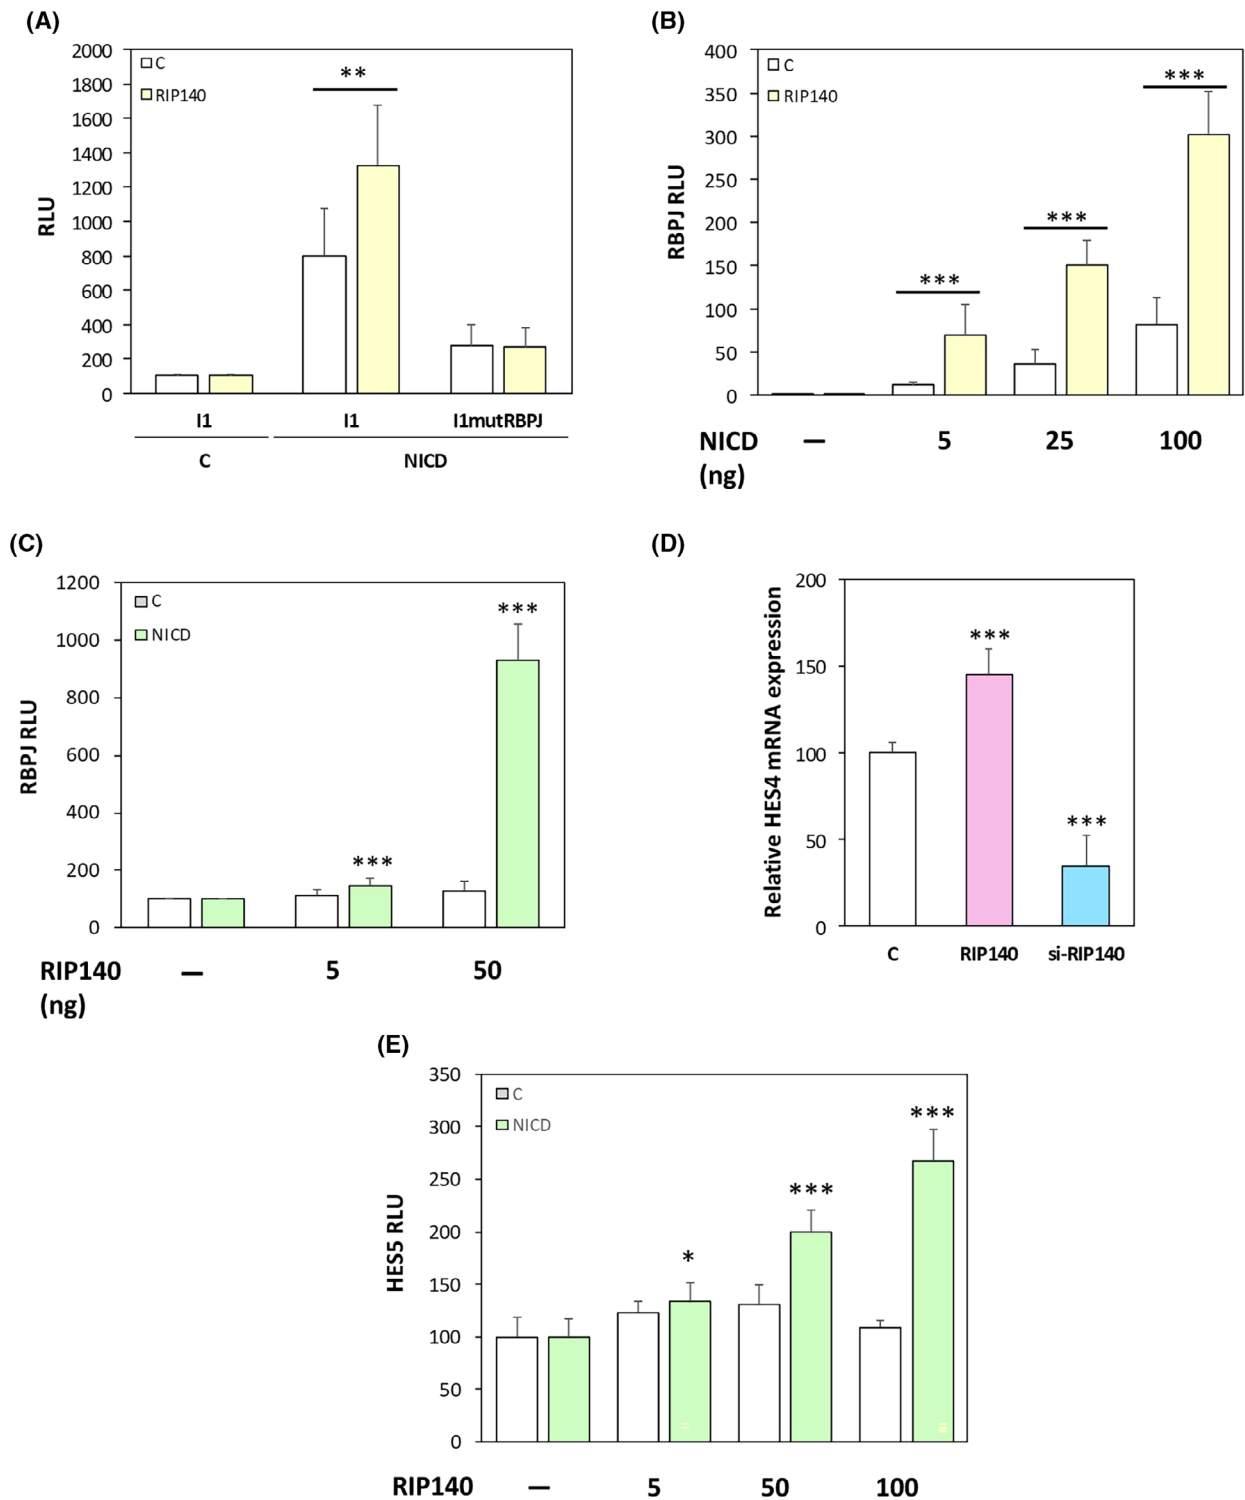 (A)
2000
1800
1600
1400
1200
1000
800
600
400
200
0
RLU
C
RIP140
**
I1
I1
I1mutRBPJ
C
NICD
(B)
400
350
300
250
200
150
100
50
0
RBPJ RLU
C
RIP140
***
***
***
NICD
(ng)
—
5
25
100
(C)
1200
1000
800
600
400
200
0
RBPJ RLU
C
NICD
***
***
RIP140
(ng)
—
5
50
(D)
200
150
100
50
0
Relative HES4 mRNA expression
***
***
C
RIP140
si-RIP140
(E)
350
300
250
200
150
100
50
0
HES5 RLU
C
NICD
*
***
***
RIP140
—
5
50
100